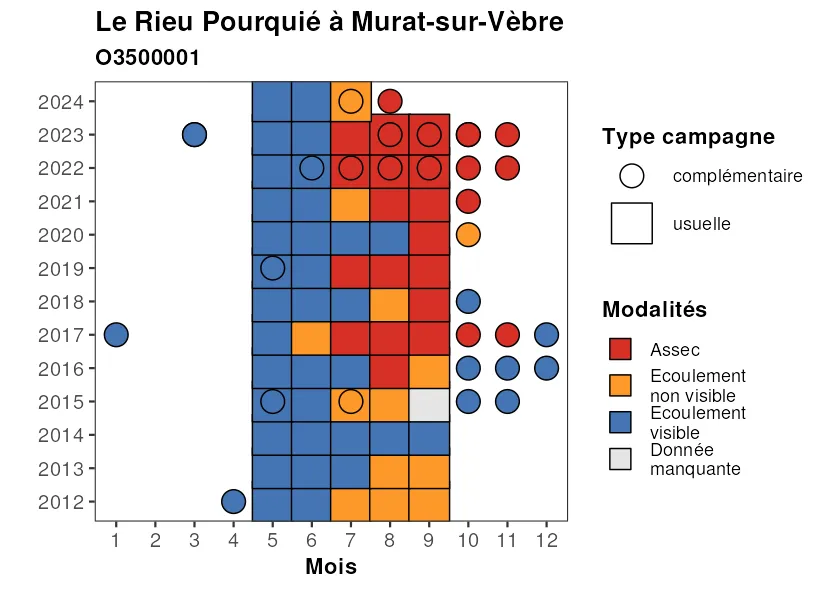 Le Rieu Pourquié à Murat-sur-Vèbre
O3500001
2024
2023
2022
2021
2020
2019
2018
2017
2016
2015
2014
2013
2012
1 2 3 4 5 6 7 8 9 10 11 12
Mois
Type campagne
complémentaire
usuelle
Modalités
Assec
Ecoulement
non visible
Ecoulement
visible
Donnée
manquante